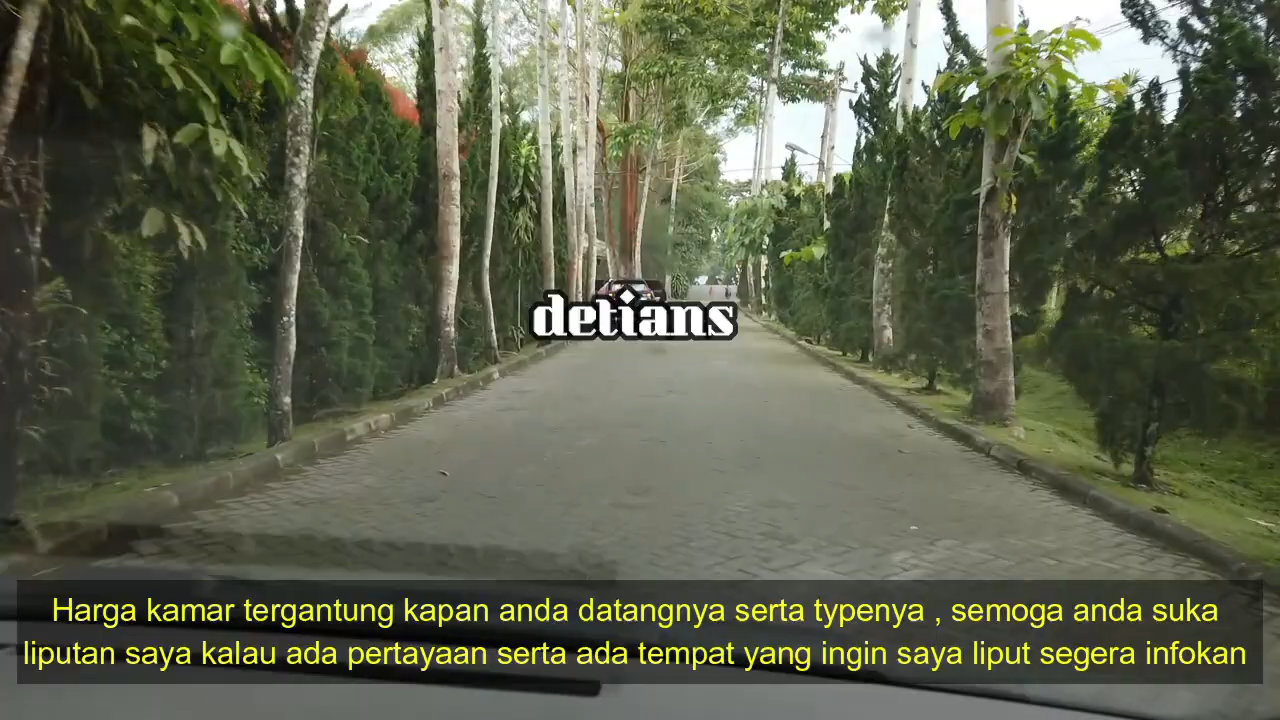 detians
Harga kamar tergantung kapan anda datangnya serta typenya , semoga anda suka
liputan saya kalau ada pertayaan serta ada tempat yang ingin saya liput segera infokan